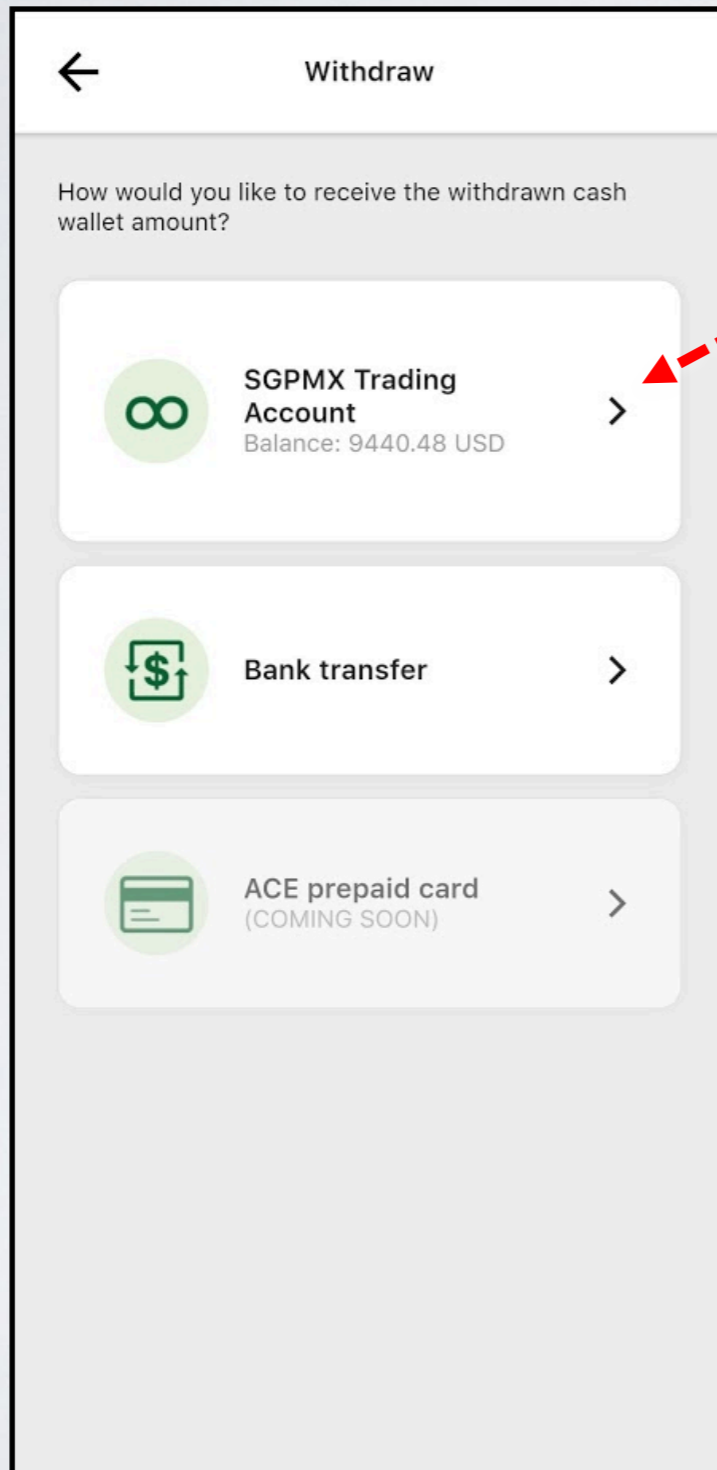 Withdraw
How would you like to receive the withdrawn cash
wallet amount?
SGPMX Trading
Account
Balance: 9440.48 USD
Bank transfer
ACE prepaid card
(COMING SOON)